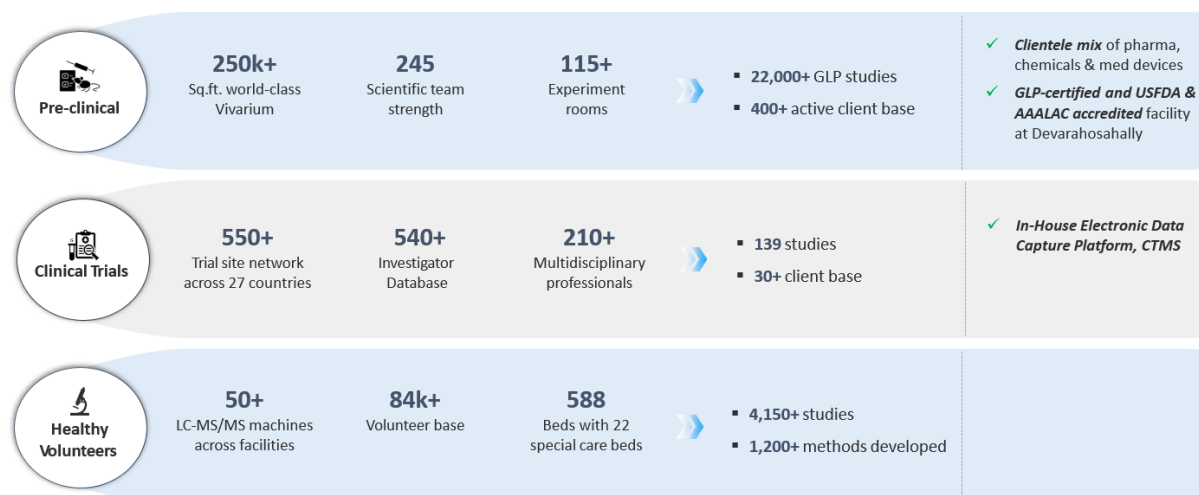 Pre-clinical
250k+
Sq.ft. world-class
Vivarium
245
Scientific team
strength
115+
Experiment
rooms
▪ 22,000+ GLP studies
▪ 400+ active client base
✓ Clientele mix of pharma,
chemicals & med devices
✓ GLP-certified and USFDA &
AAALAC accredited facility
at Devarahosahally
Clinical Trials
550+
Trial site network
across 27 countries
540+
Investigator
Database
210+
Multidisciplinary
professionals
▪ 139 studies
▪ 30+ client base
✓ In-House Electronic Data
Capture Platform, CTMS
Healthy
Volunteers
50+
LC-MS/MS machines
across facilities
84k+
Volunteer base
588
Beds with 22
special care beds
▪ 4,150+ studies
▪ 1,200+ methods developed